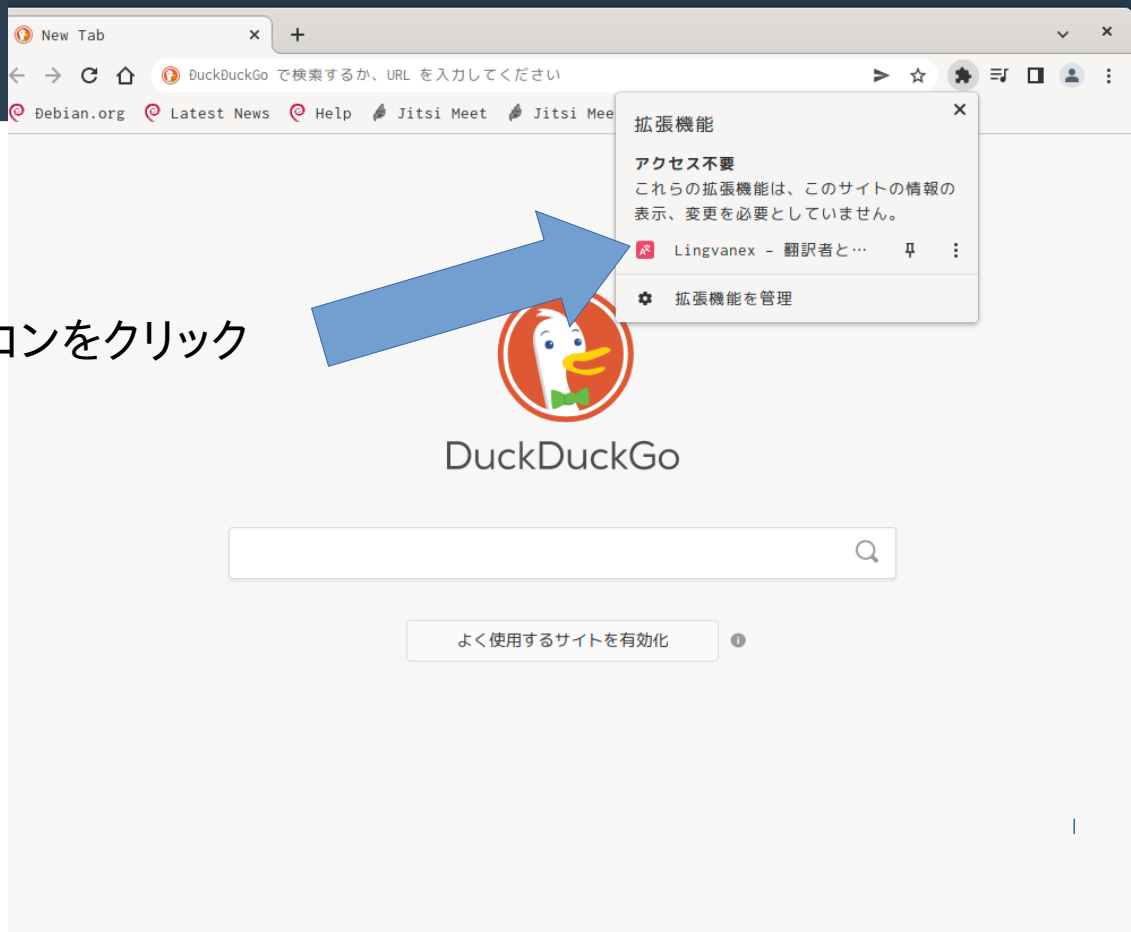 New Tab
ĐuckĐuckGo で検索するか、URL を入力してください
Đebian.org Latest News Help Jitsi Meet Jitsi Mee
拡張機能
アクセス不要
これらの拡張機能は、このサイトの情報の
表示、変更を必要としていません。
Lingvanex – 翻訳者と…
拡張機能を管理
コンをクリック
DuckDuckGo
よく使用するサイトを有効化